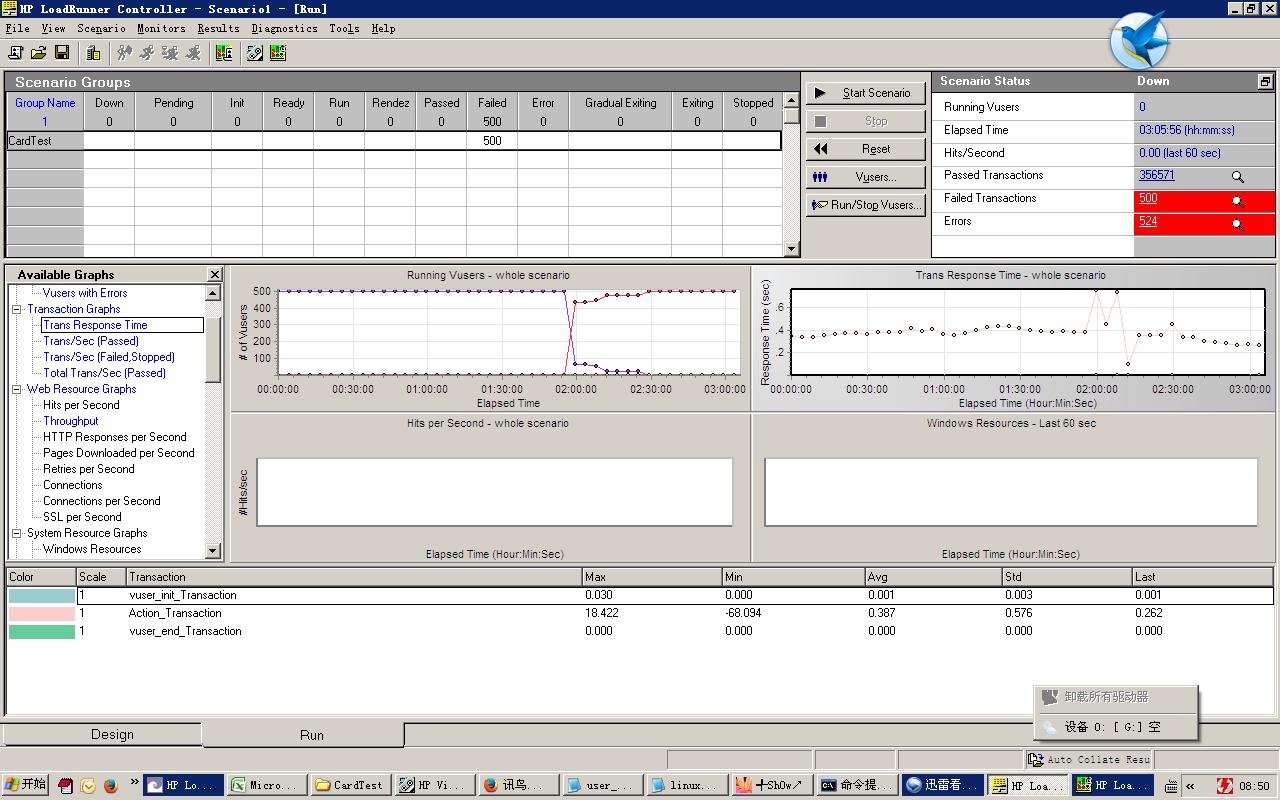 HP LoadRunner Controller - Scenario1 - [Run]
File View Scenario Monitors Results Diagnostics Tools Help
Scenario Groups
Group Name Down Pending Init Ready Run Rendez Passed Failed Error Gradual Exiting Exiting Stopped
1 0 0 0 0 0 0 0 500 0 0 0 0
CardTest 500
Start Scenario
Stop
Reset
Vusers...
Run/Stop Vusers...
Scenario Status Down
Running Vusers 0
Elapsed Time 03:05:56 (hh:mm:ss)
Hits/Second 0.00 (last 60 sec)
Passed Transactions 356571
Failed Transactions 500
Errors 524
Available Graphs
Vusers with Errors
Transaction Graphs
Trans Response Time
Trans/Sec (Passed)
Trans/Sec (Failed,Stopped)
Total Trans/Sec (Passed)
Web Resource Graphs
Hits per Second
Throughput
HTTP Responses per Second
Pages Downloaded per Second
Retries per Second
Connections
Connections per Second
SSL per Second
System Resource Graphs
Windows Resources
Running Vusers - whole scenario
# of Vusers
500
400
300
200
100
00:00:00 00:30:00 01:00:00 01:30:00 02:00:00 02:30:00 03:00:00
Elapsed Time
Trans Response Time - whole scenario
Response Time (sec)
.6
.4
.2
00:00:00 00:30:00 01:00:00 01:30:00 02:00:00 02:30:00 03:00:00
Elapsed Time (Hour:Min:Sec)
Hits per Second - whole scenario
#Hits/sec
Elapsed Time (Hour:Min:Sec)
Windows Resources - Last 60 sec
Elapsed Time (Hour:Min:Sec)
Color Scale Transaction Max Min Avg Std Last
1 vuser_init_Transaction 0.030 0.000 0.001 0.003 0.001
1 Action_Transaction 18.422 -68.094 0.387 0.576 0.262
1 vuser_end_Transaction 0.000 0.000 0.000 0.000 0.000
卸载所有驱动器
设备 0: [ G:] 空
Design Run
Auto Collate Resu
开始 » HP Lo... Micro... CardTest HP Vi... 讯鸟... user_... linux... 十ShOw↗ 命令提... 迅雷看... HP Loa... HP Loa... « 08:50